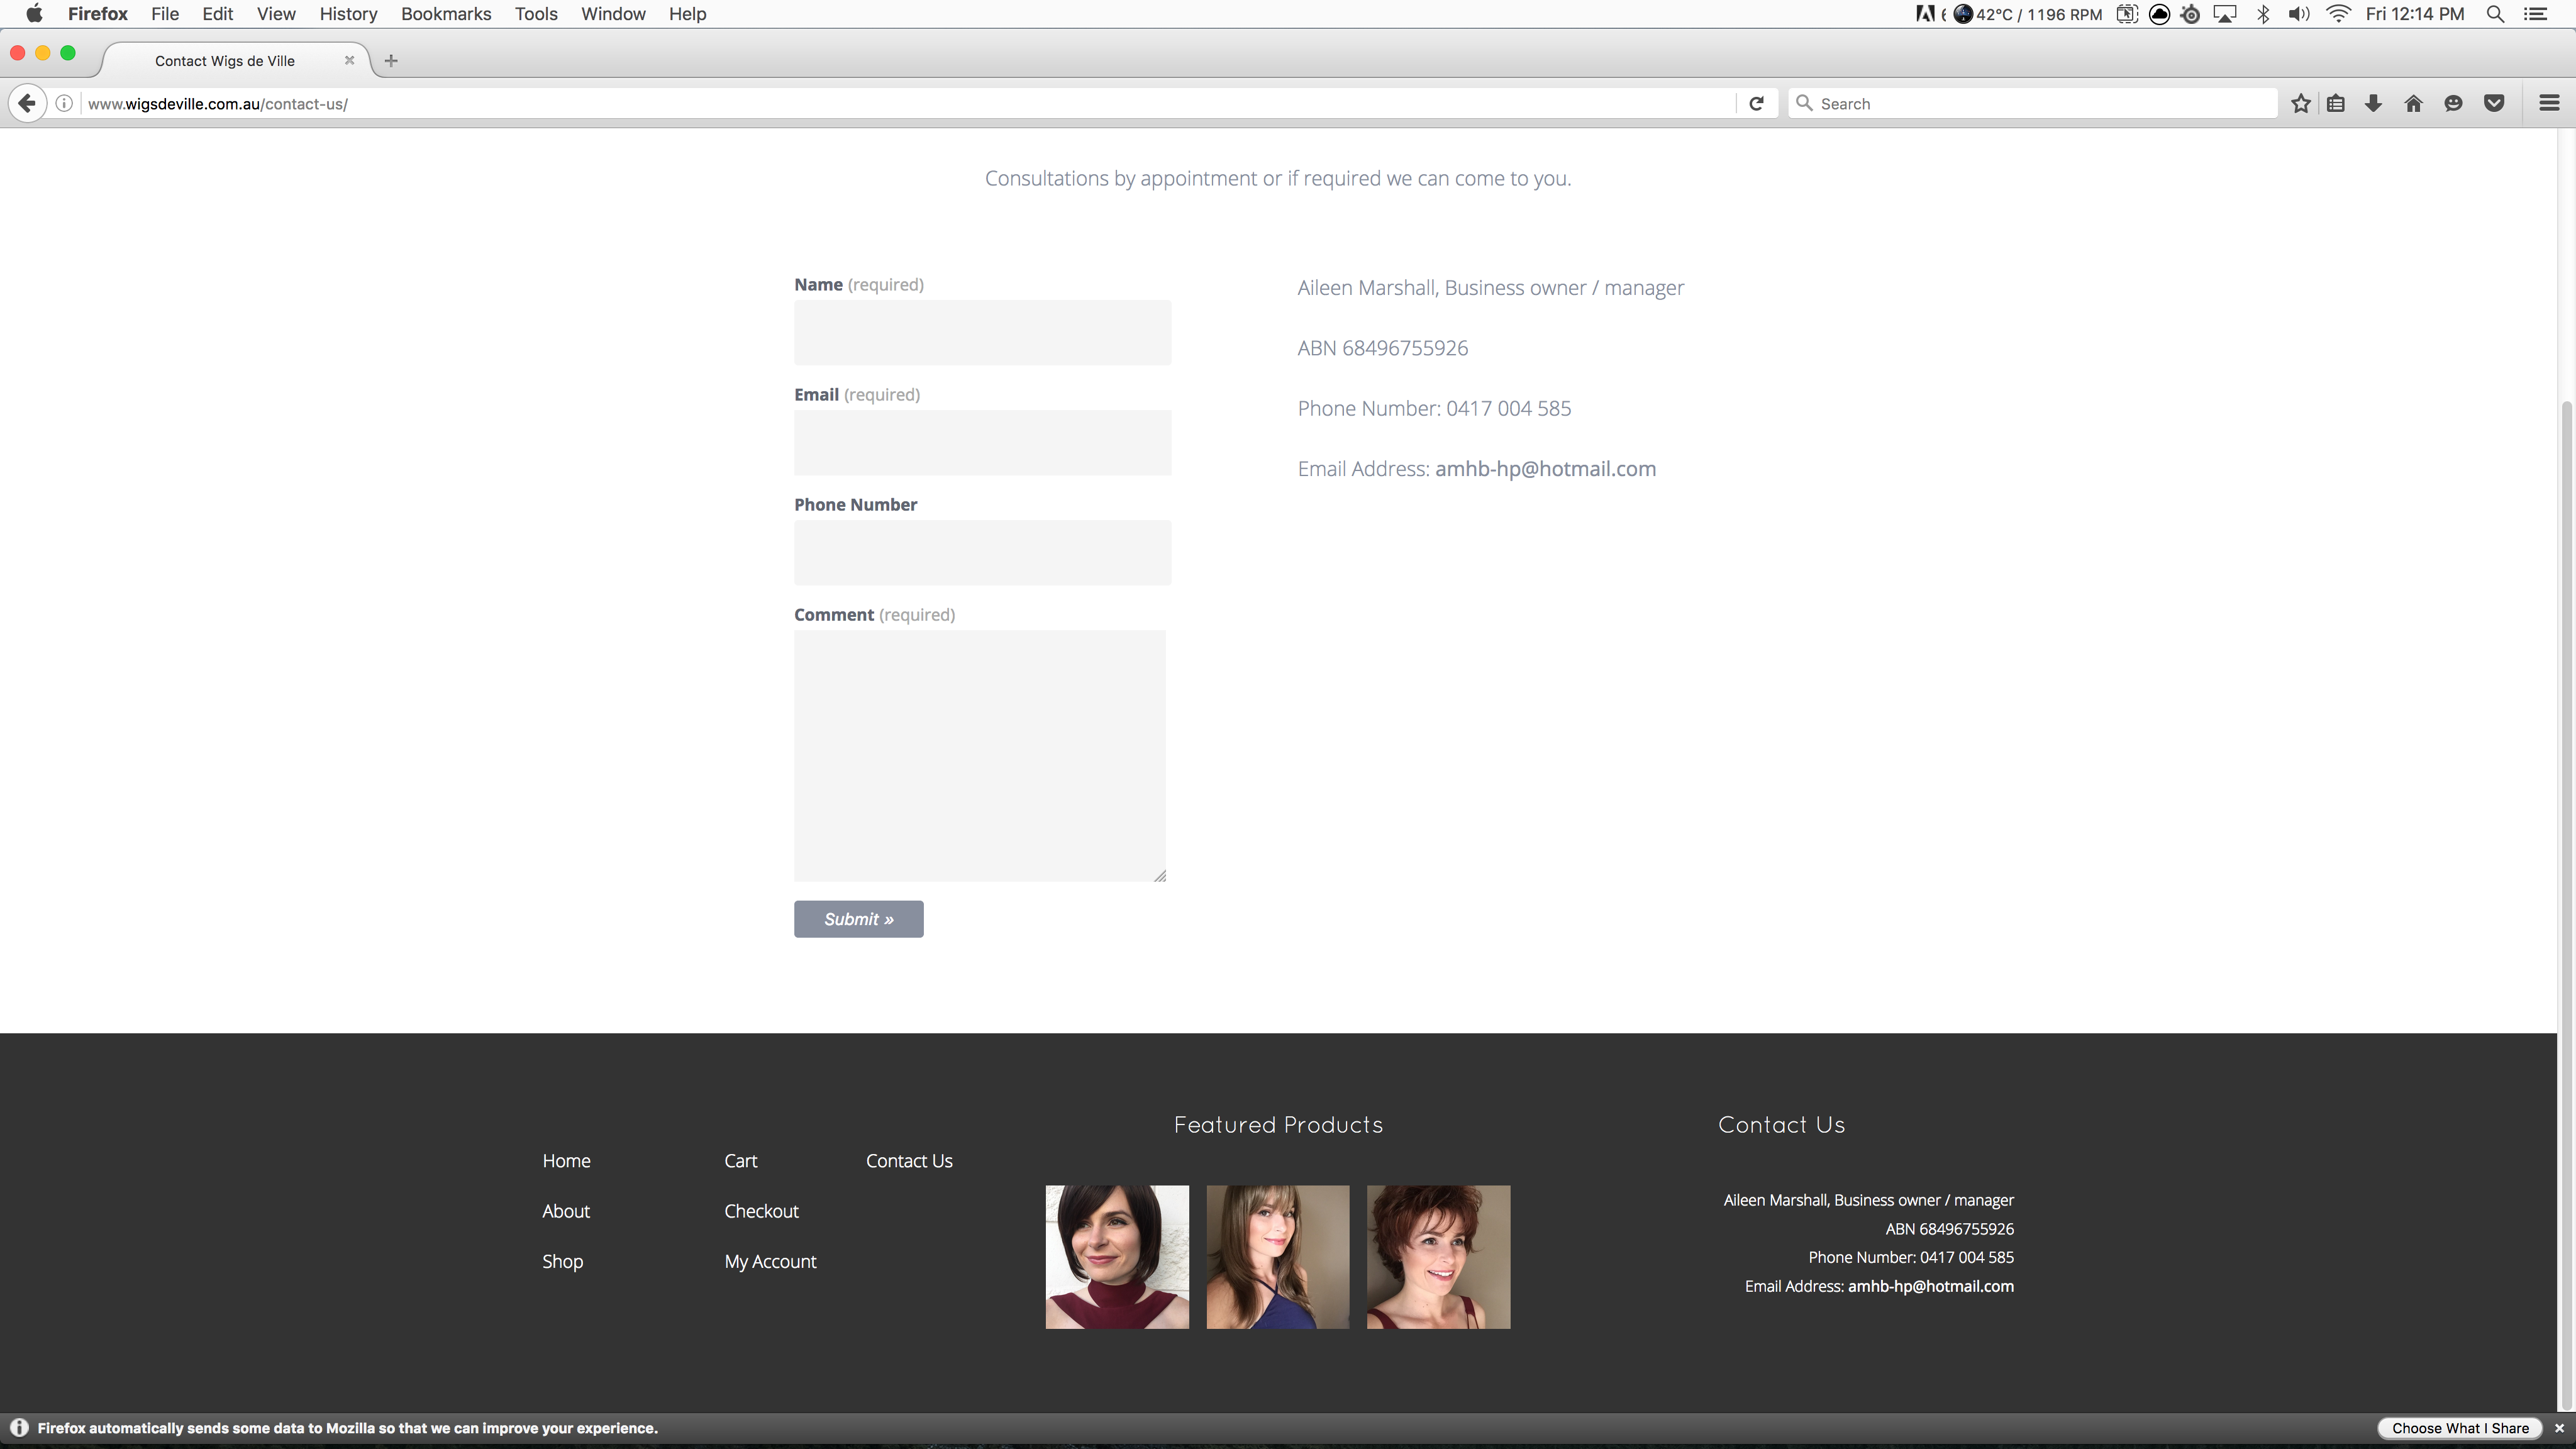 Firefox File Edit View History Bookmarks Tools Window Help
42°C / 1196 RPM Fri 12:14 PM
Contact Wigs de Ville
www.wigsdeville.com.au/contact-us/
Search
Consultations by appointment or if required we can come to you.
Name (required)
Email (required)
Phone Number
Comment (required)
Submit »
Aileen Marshall, Business owner / manager
ABN 68496755926
Phone Number: 0417 004 585
Email Address: amhb-hp@hotmail.com
Home
About
Shop
Cart
Checkout
My Account
Contact Us
Featured Products
Contact Us
Aileen Marshall, Business owner / manager
ABN 68496755926
Phone Number: 0417 004 585
Email Address: amhb-hp@hotmail.com
Firefox automatically sends some data to Mozilla so that we can improve your experience.
Choose What I Share